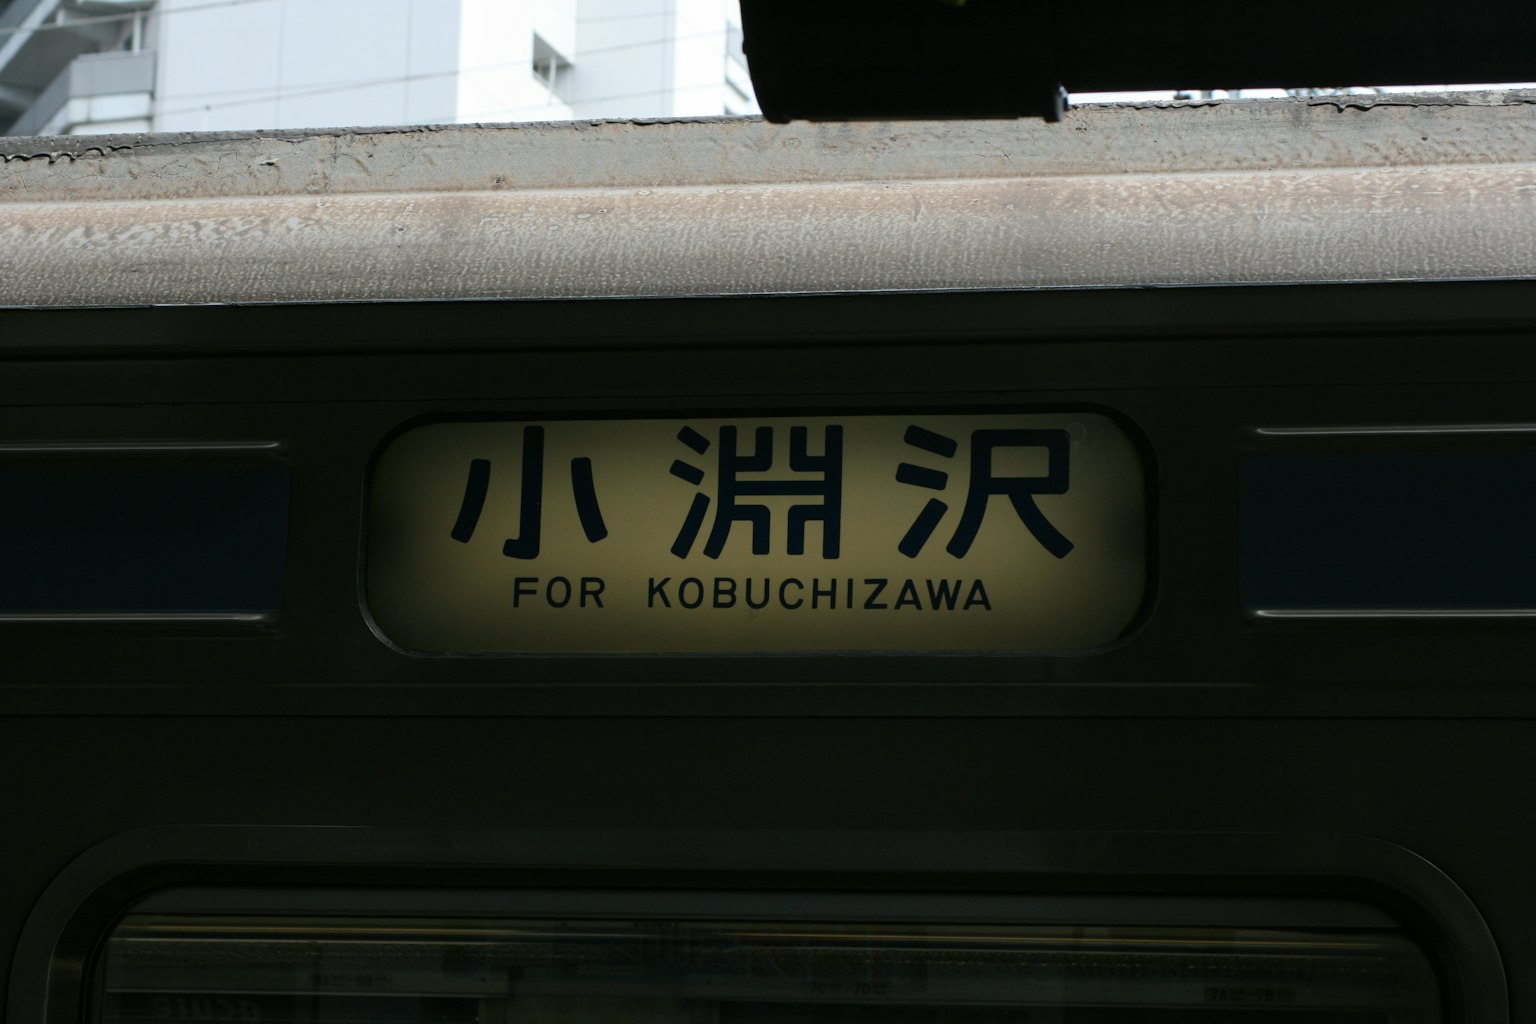 小淵沢
FOR KOBUCHIZAWA